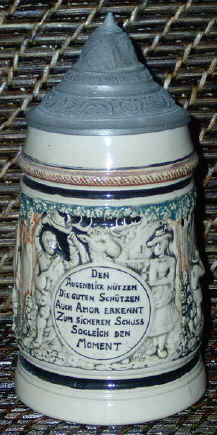 DEN
AUGENBLICK NÜTZEN
DIE GUTEN SCHÜTZEN
AUCH AMOR ERKENNT
ZUM SICHEREN SCHUSS
SOGLEICH DEN
MOMENT